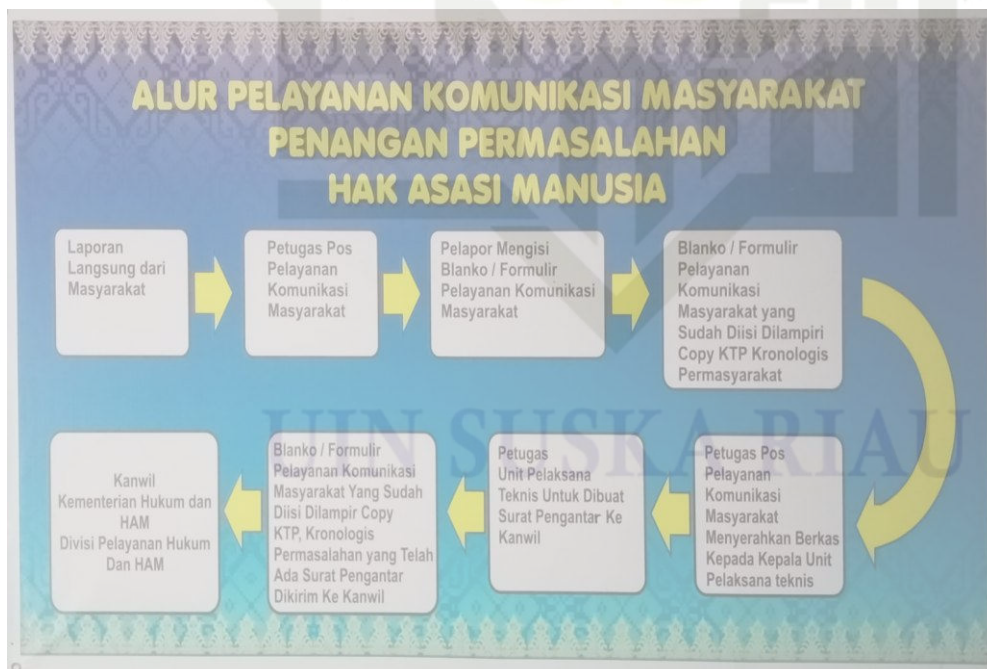 ALUR PELAYANAN KOMUNIKASI MASYARAKAT
PENANGAN PERMASALAHAN
HAK ASASI MANUSIA
Laporan
Langsung dari
Masyarakat
Petugas Pos
Pelayanan
Komunikasi
Masyarakat
Pelapor Mengisi
Blanko / Formulir
Pelayanan Komunikasi
Masyarakat
Blanko / Formulir
Pelayanan
Komunikasi
Masyarakat yang
Sudah Diisi Dilampiri
Copy KTP Kronologis
Permasyarakat
Petugas Pos
Pelayanan
Komunikasi
Masyarakat
Menyerahkan Berkas
Kepada Kepala Unit
Pelaksana teknis
Petugas
Unit Pelaksana
Teknis Untuk Dibuat
Surat Pengantar Ke
Kanwil
Blanko / Formulir
Pelayanan Komunikasi
Masyarakat Yang Sudah
Diisi Dilampir Copy
KTP, Kronologis
Permasalahan yang Telah
Ada Surat Pengantar
Dikirim Ke Kanwil
Kanwil
Kementerian Hukum dan
HAM
Divisi Pelayanan Hukum
Dan HAM
UIN SUSKA RIAU